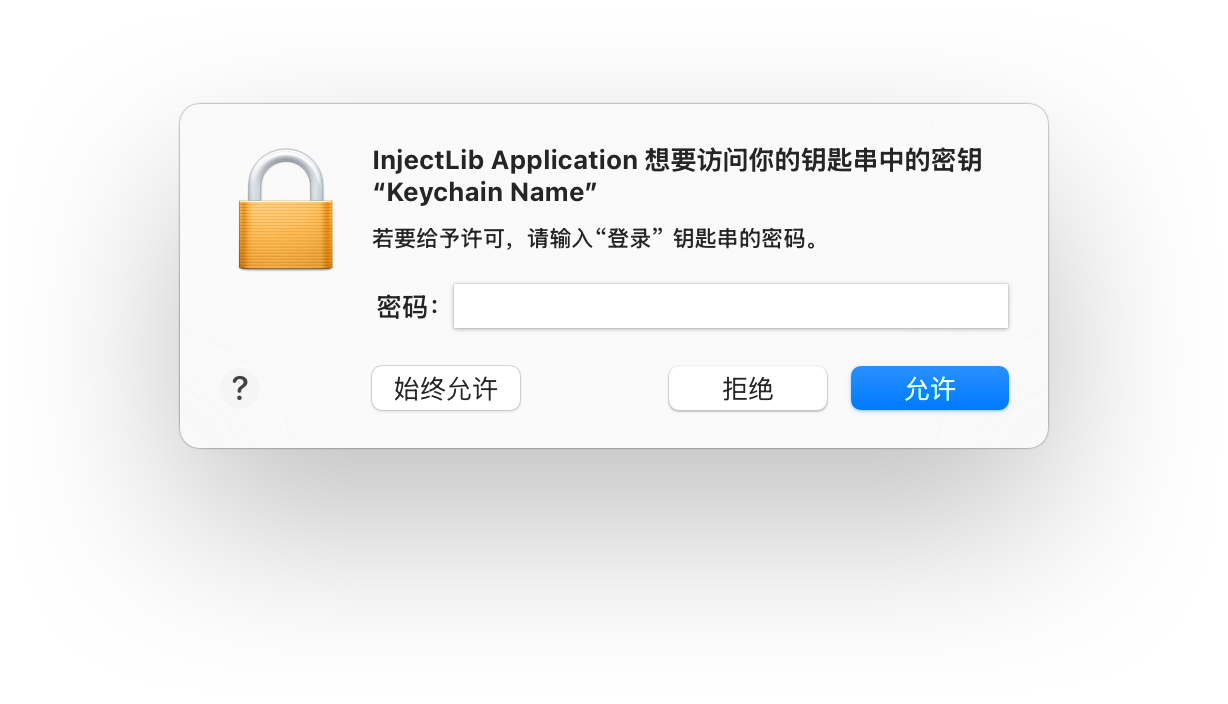 InjectLib Application 想要访问你的钥匙串中的密钥
“Keychain Name”
若要给予许可，请输入“登录” 钥匙串的密码。
密码：
?
始终允许
拒绝
允许